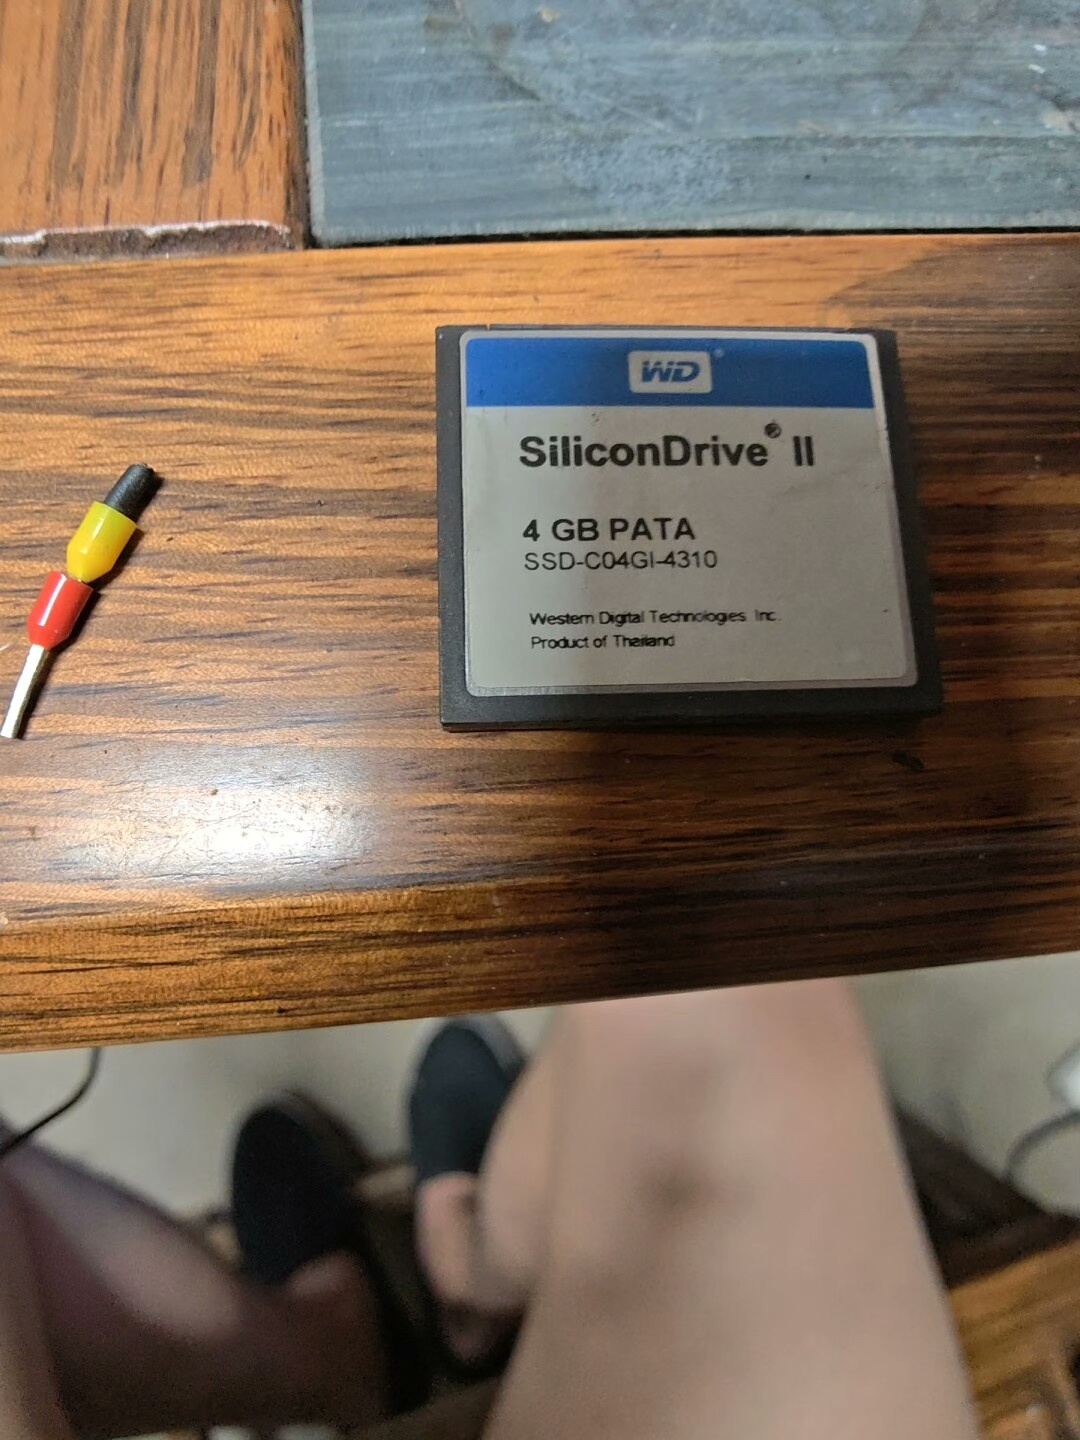 WD®
SiliconDrive® II
4 GB PATA
SSD-C04GI-4310
Western Digital Technologies Inc.
Product of Thailand